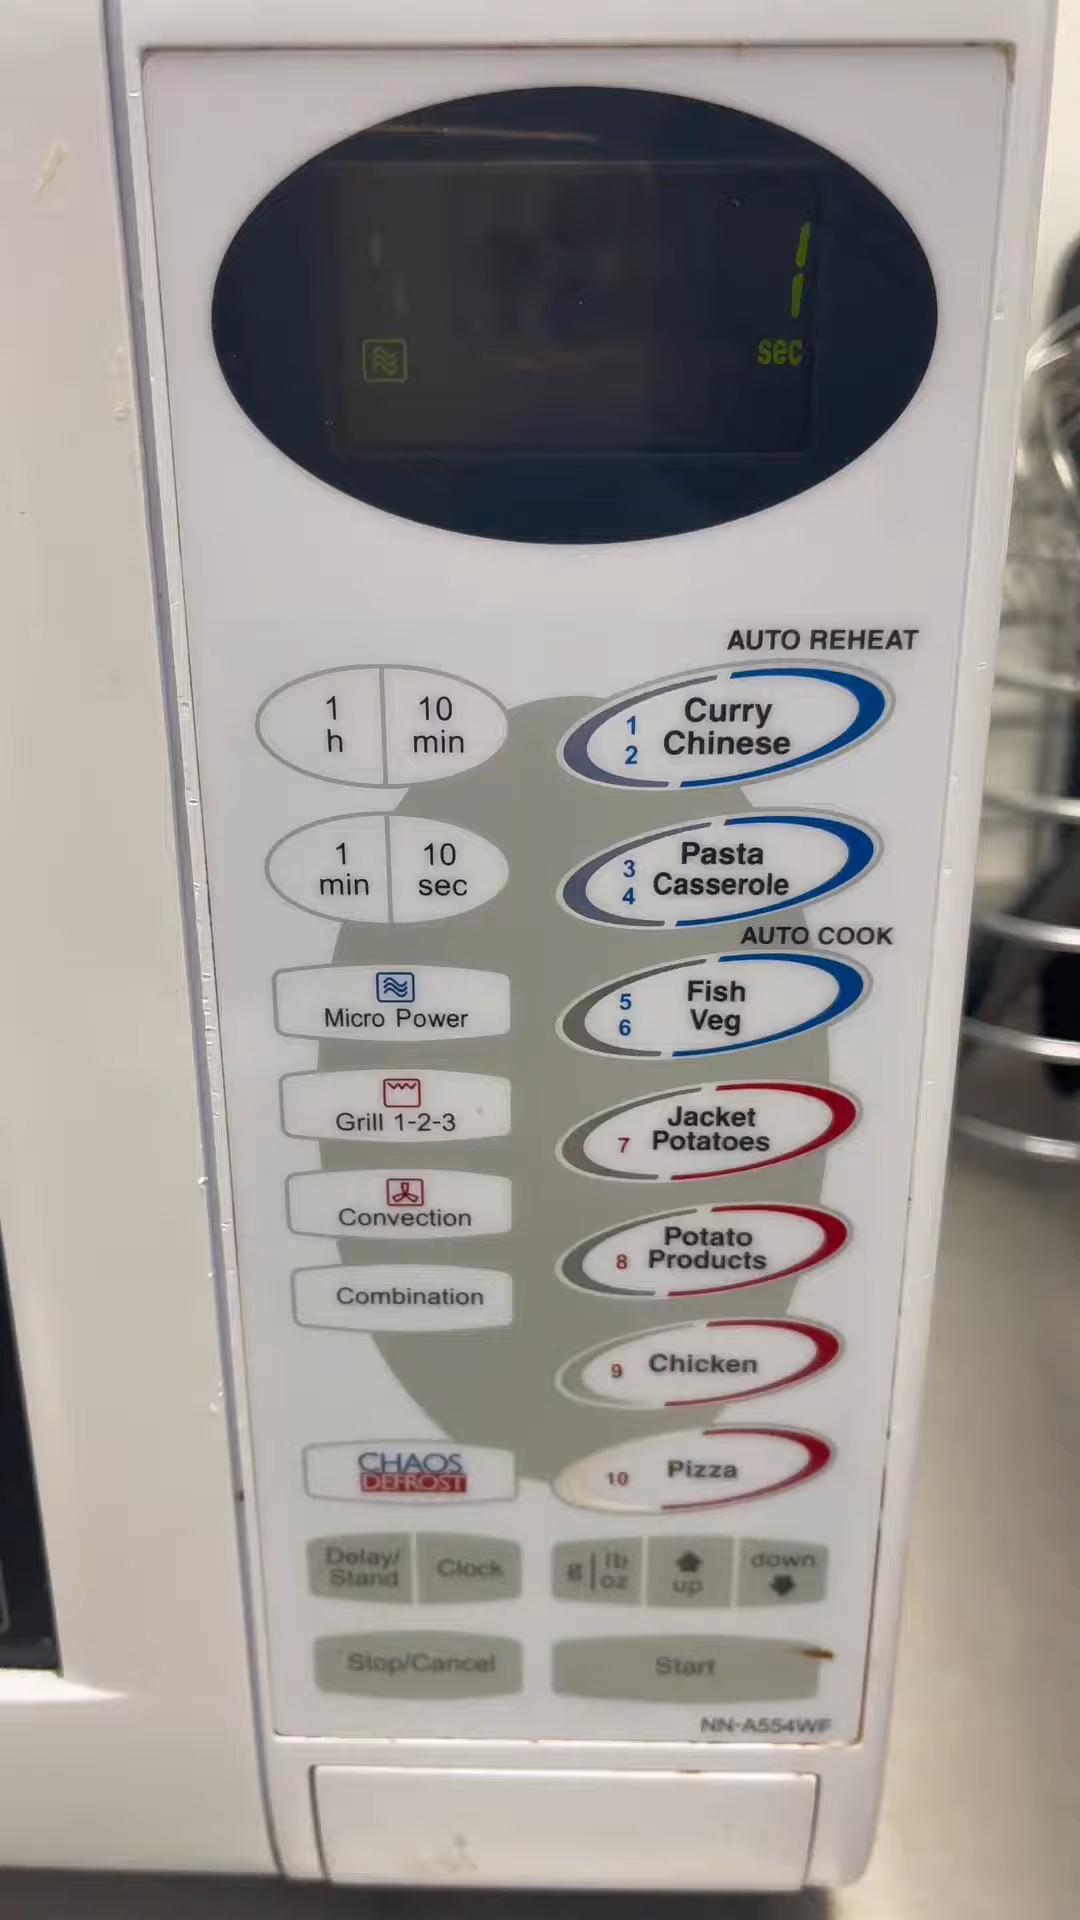 1
sec
AUTO REHEAT
1
h
10
min
1
2
Curry
Chinese
1
min
10
sec
3
4
Pasta
Casserole
AUTO COOK
Micro Power
5
6
Fish
Veg
Grill 1-2-3
7
Jacket
Potatoes
Convection
8
Potato
Products
Combination
9
Chicken
CHAOS
DEFROST
10
Pizza
Delay/
Stand
Clock
g
lb
oz
up
down
Stop/Cancel
Start
NN-A554WF